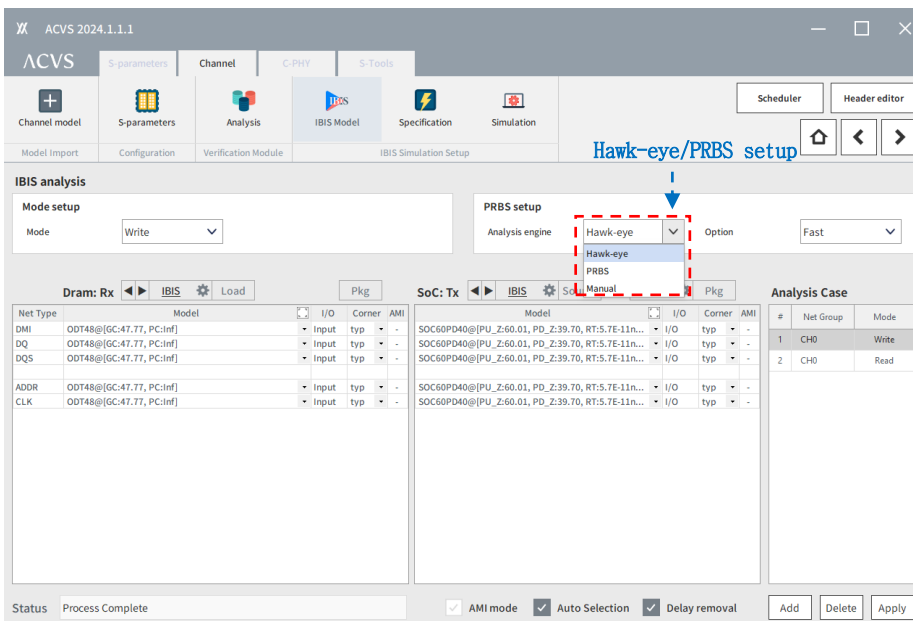 ACVS 2024.1.1.1
ACVS S-parameters Channel C-PHY S-Tools
Channel model S-parameters Analysis IBIS IBIS Model Specification Simulation
Scheduler Header editor
Model Import Configuration Verification Module IBIS Simulation Setup
Hawk-eye/PRBS setup
IBIS analysis
Mode setup
Mode Write
PRBS setup
Analysis engine Hawk-eye Option Fast
Hawk-eye
PRBS
Manual
Dram: Rx IBIS Load Pkg
Net Type Model I/O Corner AMI
DMI ODT48@[GC:47.77, PC:Inf] Input typ -
DQ ODT48@[GC:47.77, PC:Inf] Input typ -
DQS ODT48@[GC:47.77, PC:Inf] Input typ -
ADDR ODT48@[GC:47.77, PC:Inf] Input typ -
CLK ODT48@[GC:47.77, PC:Inf] Input typ -
SoC: Tx IBIS Pkg
Model I/O Corner AMI
SOC60PD40@[PU_Z:60.01, PD_Z:39.70, RT:5.7E-11n... I/O typ -
SOC60PD40@[PU_Z:60.01, PD_Z:39.70, RT:5.7E-11n... I/O typ -
SOC60PD40@[PU_Z:60.01, PD_Z:39.70, RT:5.7E-11n... I/O typ -
SOC60PD40@[PU_Z:60.01, PD_Z:39.70, RT:5.7E-11n... I/O typ -
SOC60PD40@[PU_Z:60.01, PD_Z:39.70, RT:5.7E-11n... I/O typ -
Analysis Case
# Net Group Mode
1 CH0 Write
2 CH0 Read
Status Process Complete
AMI mode Auto Selection Delay removal
Add Delete Apply